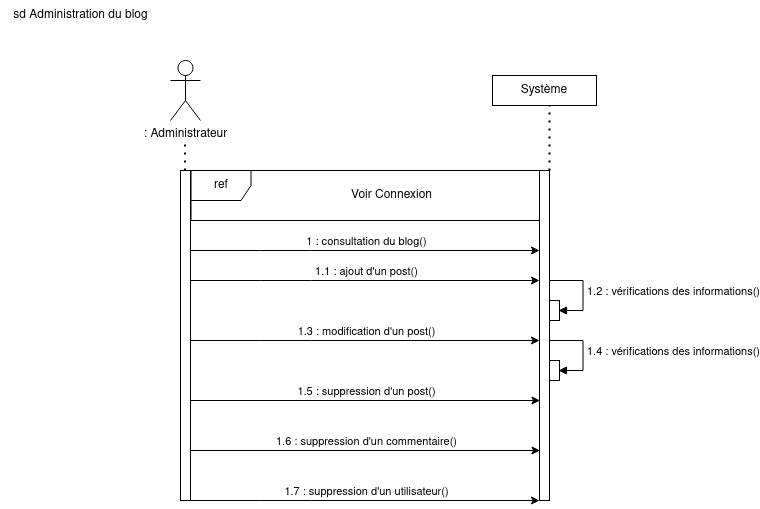 sd Administration du blog
Système
: Administrateur
ref
Voir Connexion
1 : consultation du blog()
1.1 : ajout d'un post()
1.2 : vérifications des informations()
1.3 : modification d'un post()
1.4 : vérifications des informations()
1.5 : suppression d'un post()
1.6 : suppression d'un commentaire()
1.7 : suppression d'un utilisateur()